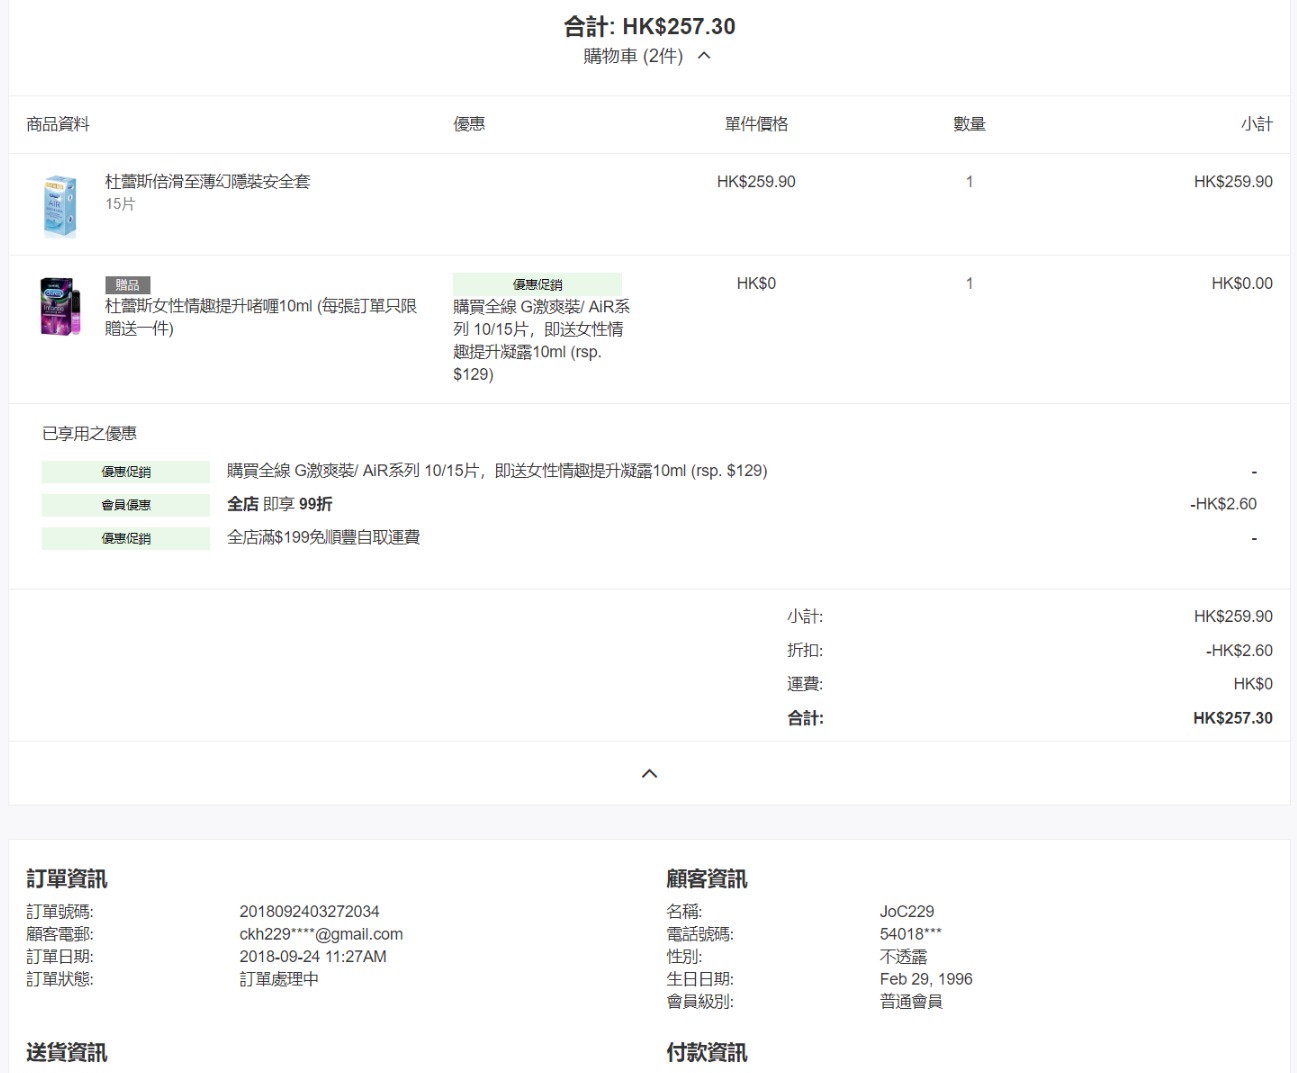 合計: HK$257.30
購物車 (2件)
商品資料 優惠 單件價格 數量 小計
杜蕾斯倍滑至薄幻隱裝安全套 HK$259.90 1 HK$259.90
15片
AiR
贈品 優惠促銷 HK$0 1 HK$0.00
杜蕾斯女性情趣提升啫喱10ml (每張訂單只限
贈送一件)
購買全線 G激爽裝/ AiR系
列 10/15片，即送女性情
趣提升凝露10ml (rsp.
$129)
已享用之優惠
優惠促銷 購買全線 G激爽裝/ AiR系列 10/15片，即送女性情趣提升凝露10ml (rsp. $129) -
會員優惠 全店 即享 99折 -HK$2.60
優惠促銷 全店滿$199免順豐自取運費 -
小計: HK$259.90
折扣: -HK$2.60
運費: HK$0
合計: HK$257.30
訂單資訊
訂單號碼: 2018092403272034
顧客電郵: ckh229****@gmail.com
訂單日期: 2018-09-24 11:27AM
訂單狀態: 訂單處理中
顧客資訊
名稱: JoC229
電話號碼: 54018***
性別: 不透露
生日日期: Feb 29, 1996
會員級別: 普通會員
送貨資訊
付款資訊